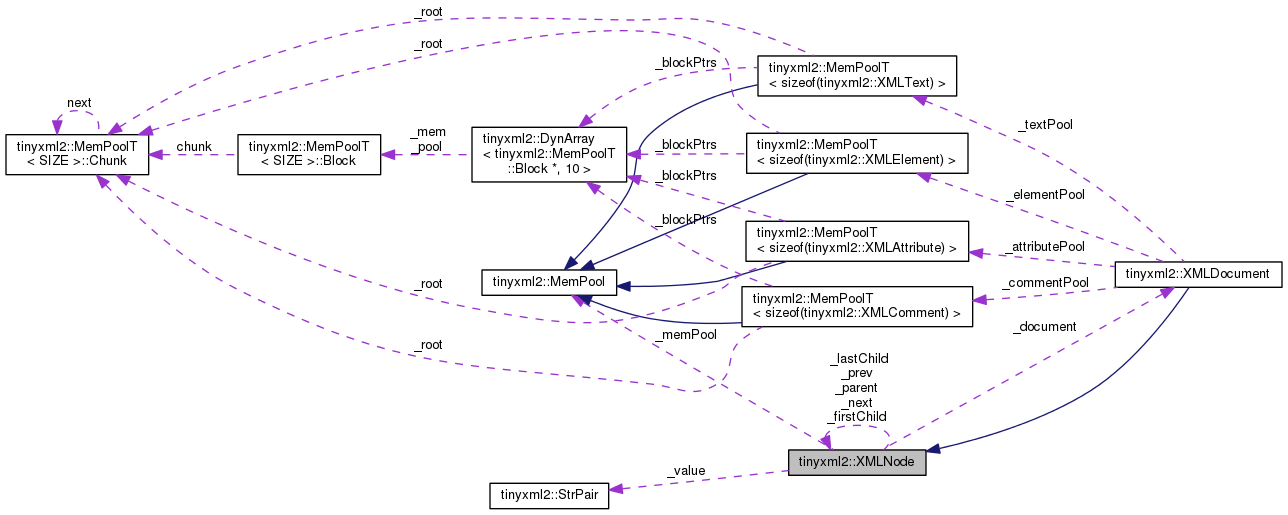 _root
_root
next
tinyxml2::MemPoolT
< SIZE >::Chunk
chunk
tinyxml2::MemPoolT
< SIZE >::Block
_mem
_pool
tinyxml2::DynArray
< tinyxml2::MemPoolT
::Block *, 10 >
_blockPtrs
_blockPtrs
_blockPtrs
_blockPtrs
tinyxml2::MemPoolT
< sizeof(tinyxml2::XMLText) >
tinyxml2::MemPoolT
< sizeof(tinyxml2::XMLElement) >
tinyxml2::MemPoolT
< sizeof(tinyxml2::XMLAttribute) >
tinyxml2::MemPoolT
< sizeof(tinyxml2::XMLComment) >
_textPool
_elementPool
_attributePool
_commentPool
tinyxml2::XMLDocument
tinyxml2::MemPool
_root
_root
_memPool
_document
_lastChild
_prev
_parent
_next
_firstChild
tinyxml2::XMLNode
_value
tinyxml2::StrPair